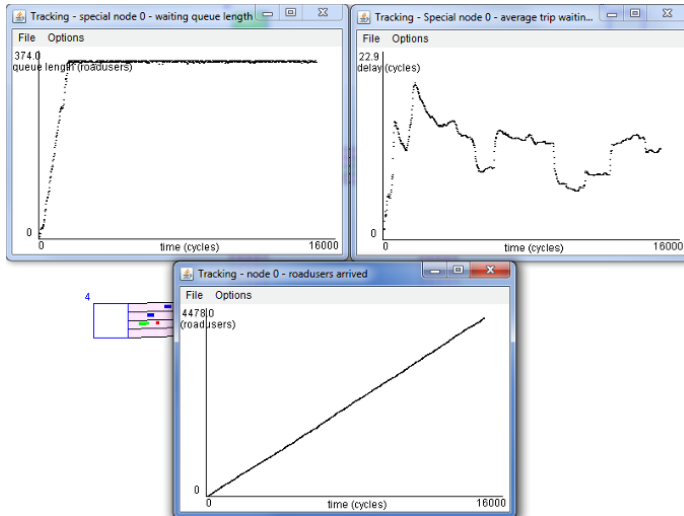 Tracking - special node 0 - waiting queue length
File Options
374.0
queue length (roadusers)
0
0
time (cycles)
16000
Tracking - Special node 0 - average trip waitin...
File Options
22.9
delay (cycles)
0
0
time (cycles)
16000
4
Tracking - node 0 - roadusers arrived
File Options
4478.0
(roadusers)
0
0
time (cycles)
16000